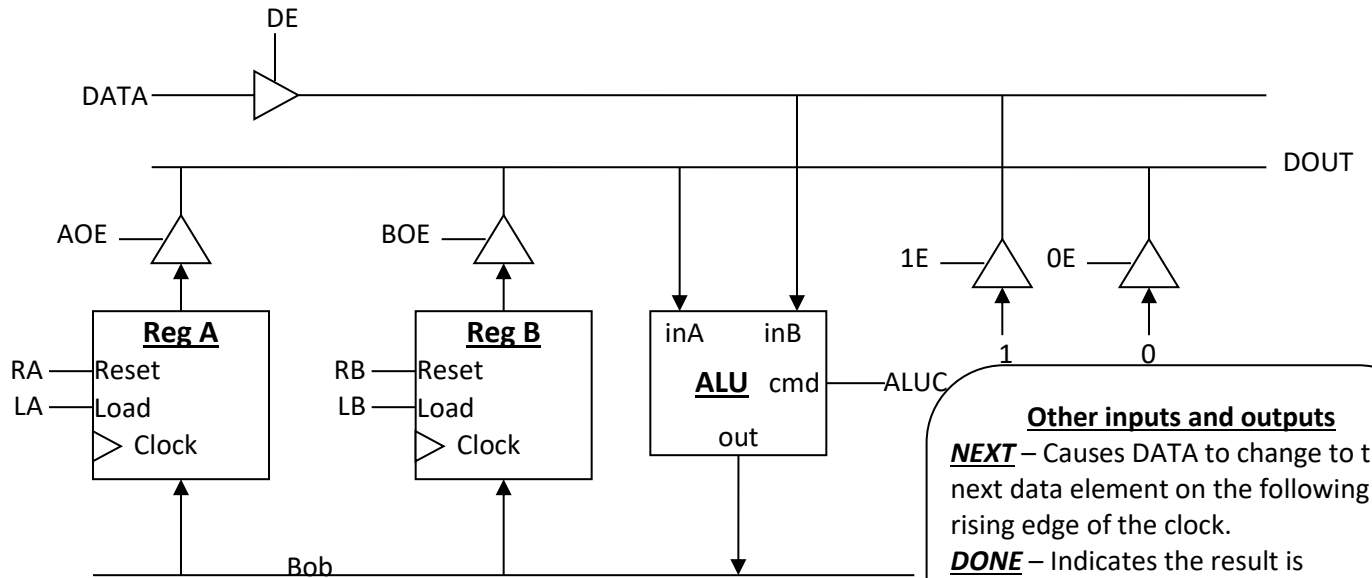 DE
DATA
DOUT
AOE
BOE
1E
0E
Reg A
Reg B
inA inB
1
0
RA
Reset
RB
Reset
ALU cmd
ALUC
LA
Load
LB
Load
Clock
Clock
out
Other inputs and outputs
NEXT – Causes DATA to change to t
next data element on the following
rising edge of the clock.
DONE – Indicates the result is
Bob